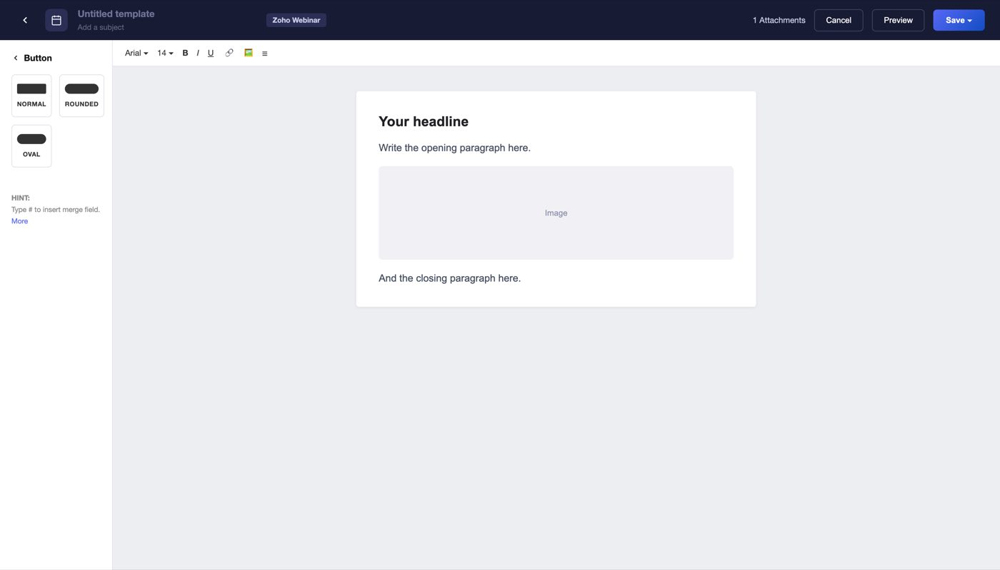 Untitled template
Add a subject
Zoho Webinar
1 Attachments
Cancel
Preview
Save
Button
NORMAL
ROUNDED
OVAL
HINT:
Type # to insert merge field.
More
Arial
14
B
I
U
Your headline
Write the opening paragraph here.
Image
And the closing paragraph here.